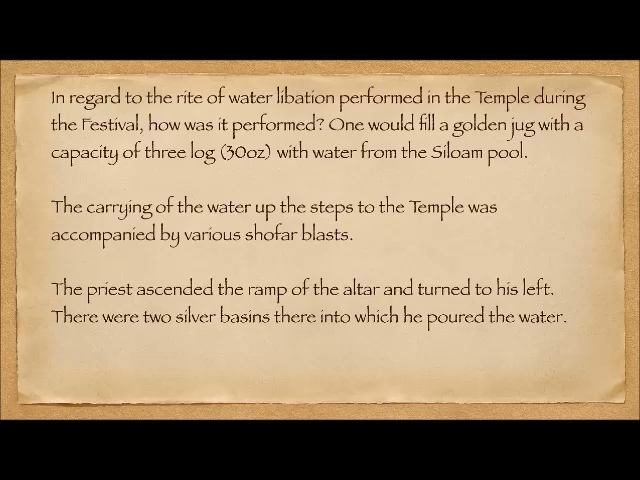 In regard to the rite of water libation performed in the Temple during
the Festival, how was it performed? One would fill a golden jug with a
capacity of three log (30oz) with water from the Siloam pool.
The carrying of the water up the steps to the Temple was
accompanied by various shofar blasts.
The priest ascended the ramp of the altar and turned to his left.
There were two silver basins there into which he poured the water.